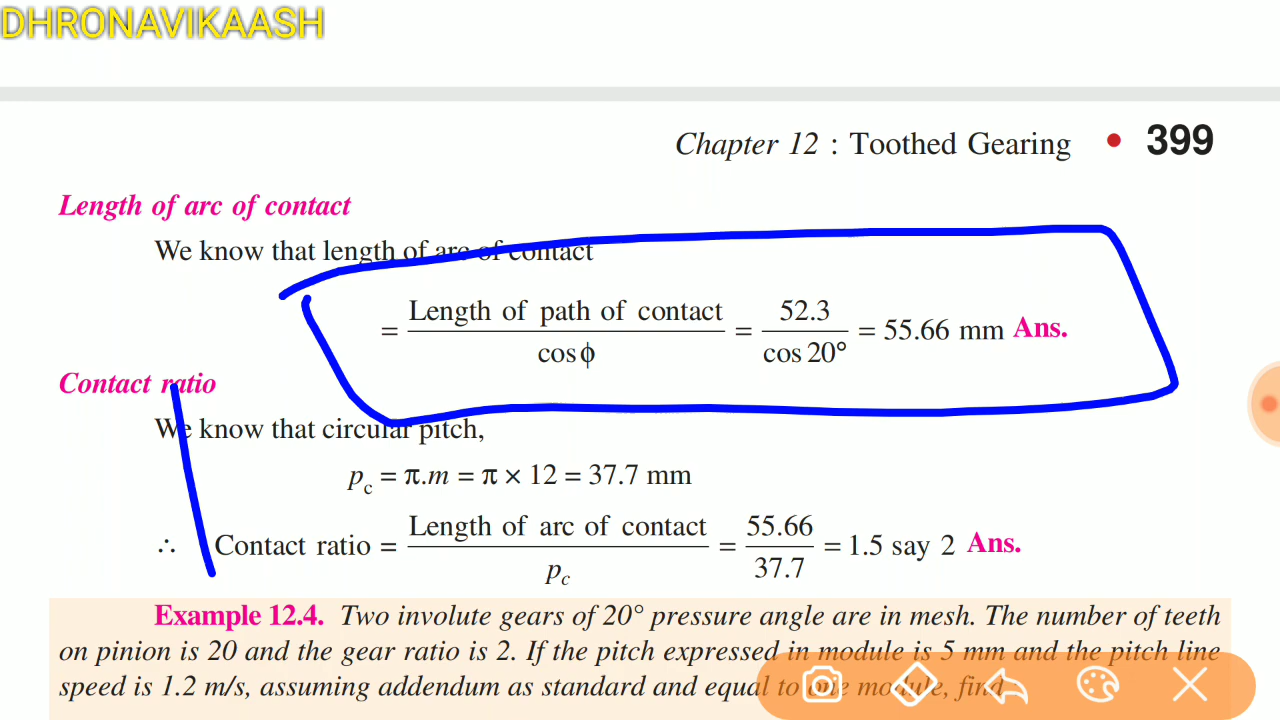 DHRONAVIKAASH
Chapter 12 : Toothed Gearing • 399
Length of arc of contact
We know that length of arc of contact
= Length of path of contact / cos ϕ = 52.3 / cos 20° = 55.66 mm Ans.
Contact ratio
We know that circular pitch,
pc = π.m = π × 12 = 37.7 mm
∴ Contact ratio = Length of arc of contact / pc = 55.66 / 37.7 = 1.5 say 2 Ans.
Example 12.4. Two involute gears of 20° pressure angle are in mesh. The number of teeth
on pinion is 20 and the gear ratio is 2. If the pitch expressed in module is 5 mm and the pitch line
speed is 1.2 m/s, assuming addendum as standard and equal to one module, find